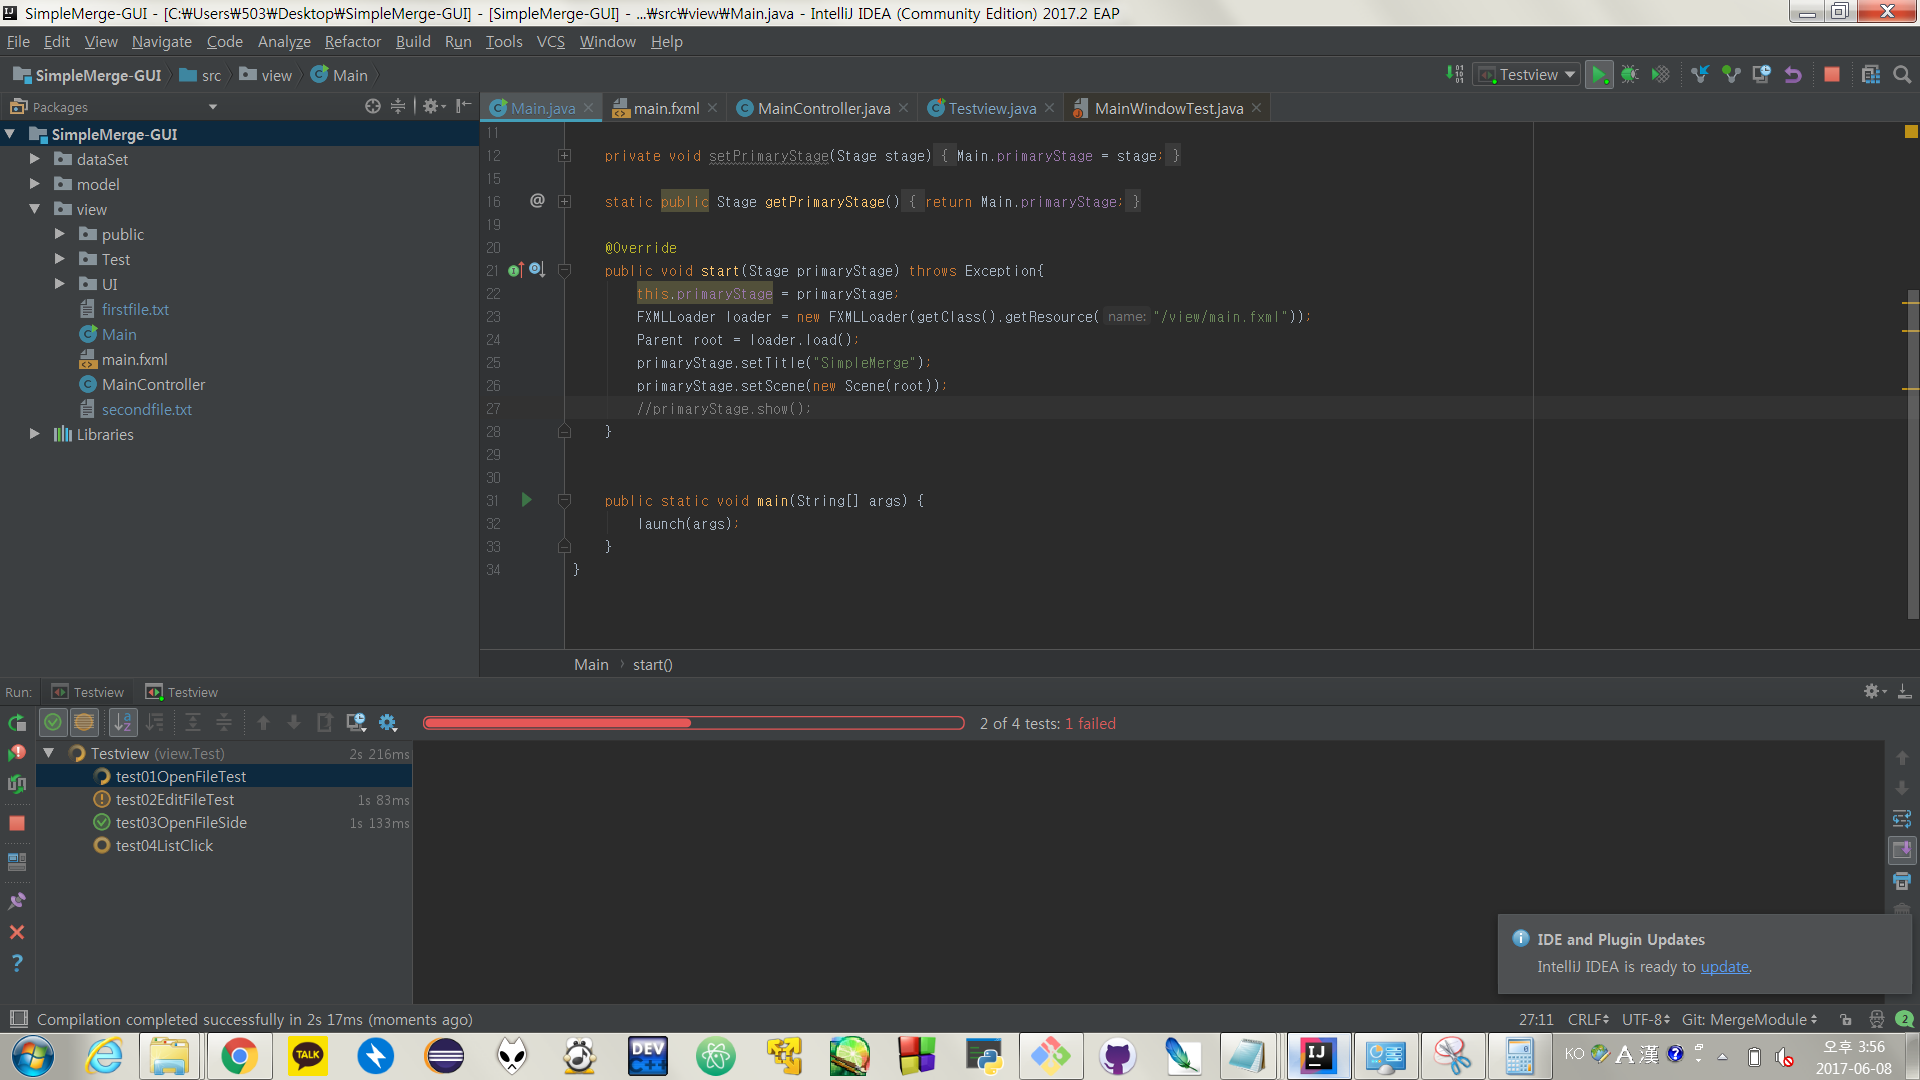 SimpleMerge-GUI - [C:₩Users₩503₩Desktop₩SimpleMerge-GUI] - [SimpleMerge-GUI] - ...₩src₩view₩Main.java - IntelliJ IDEA (Community Edition) 2017.2 EAP
File Edit View Navigate Code Analyze Refactor Build Run Tools VCS Window Help
SimpleMerge-GUI src view Main Testview
Packages
Main.java main.fxml MainController.java Testview.java MainWindowTest.java
SimpleMerge-GUI
dataSet
model
view
public
Test
UI
firstfile.txt
Main
main.fxml
MainController
secondfile.txt
Libraries
11
12 private void setPrimaryStage(Stage stage) { Main.primaryStage = stage; }
15
16 @ static public Stage getPrimaryStage() { return Main.primaryStage; }
19
20 @Override
21 public void start(Stage primaryStage) throws Exception{
22 this.primaryStage = primaryStage;
23 FXMLLoader loader = new FXMLLoader(getClass().getResource( name: "/view/main.fxml"));
24 Parent root = loader.load();
25 primaryStage.setTitle("SimpleMerge");
26 primaryStage.setScene(new Scene(root));
27 //primaryStage.show();
28 }
29
30
31 public static void main(String[] args) {
32 launch(args);
33 }
34 }
Main › start()
Run: Testview Testview
2 of 4 tests: 1 failed
Testview (view.Test) 2s 216ms
test01OpenFileTest
test02EditFileTest 1s 83ms
test03OpenFileSide 1s 133ms
test04ListClick
IDE and Plugin Updates
IntelliJ IDEA is ready to update.
Compilation completed successfully in 2s 17ms (moments ago) 27:11 CRLF UTF-8 Git: MergeModule 2
TALK DEV C++ IJ KO A 漢 오후 3:56
2017-06-08